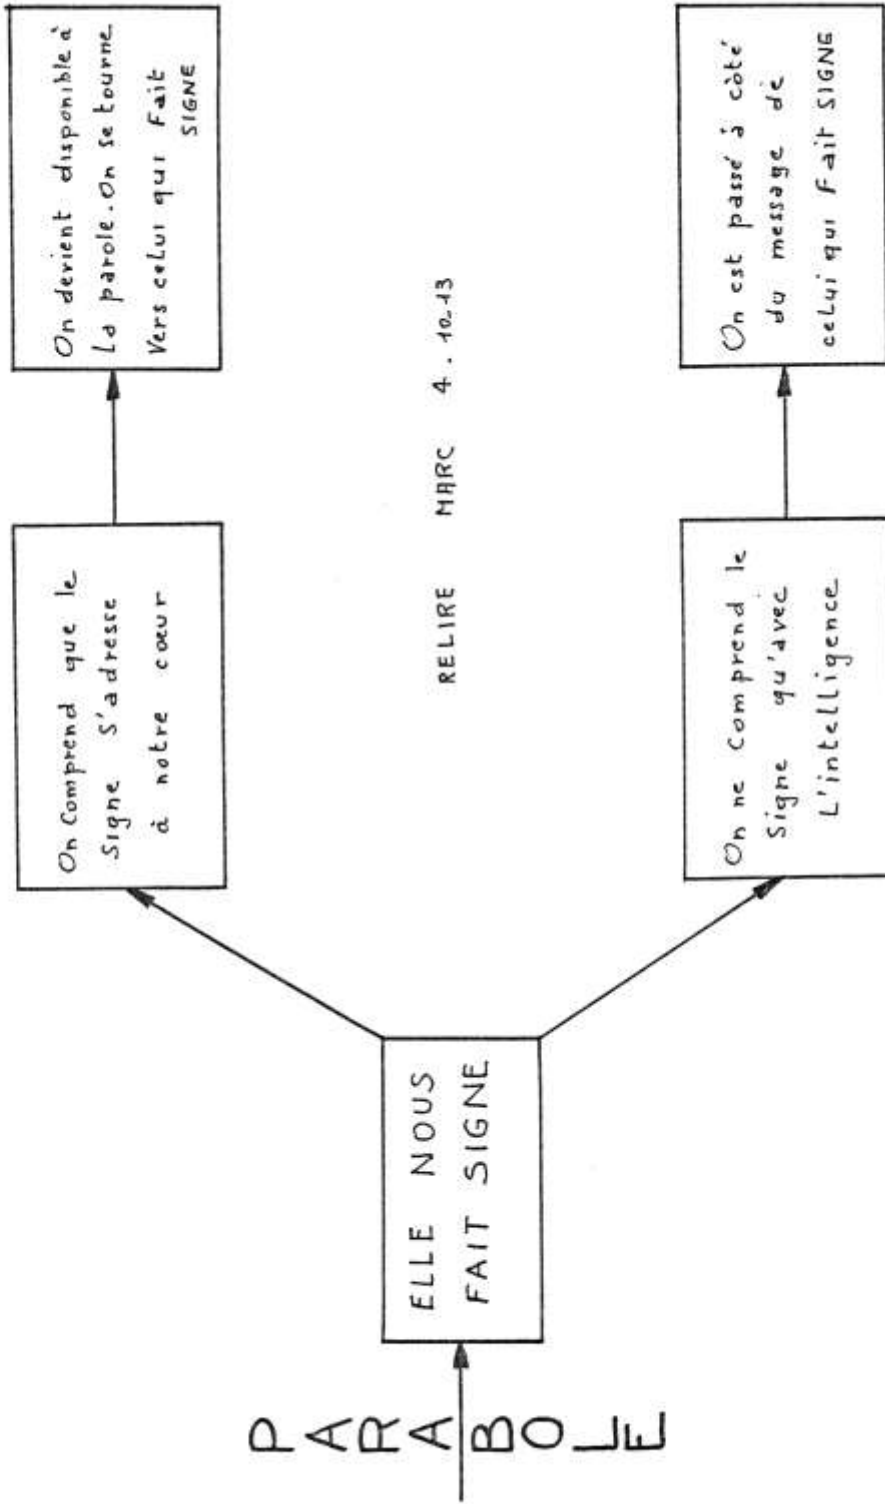 PARABOLE
ELLE NOUS
FAIT SIGNE
On Comprend que le
Signe S'adresse
à notre cœur
On devient disponible à
La parole. On se tourne
Vers celui qui Fait
SIGNE
RELIRE MARC 4. 10-13
On ne Comprend le
Signe qu'avec
L'intelligence
On est passé à côté
du message de
celui qui Fait SIGNE